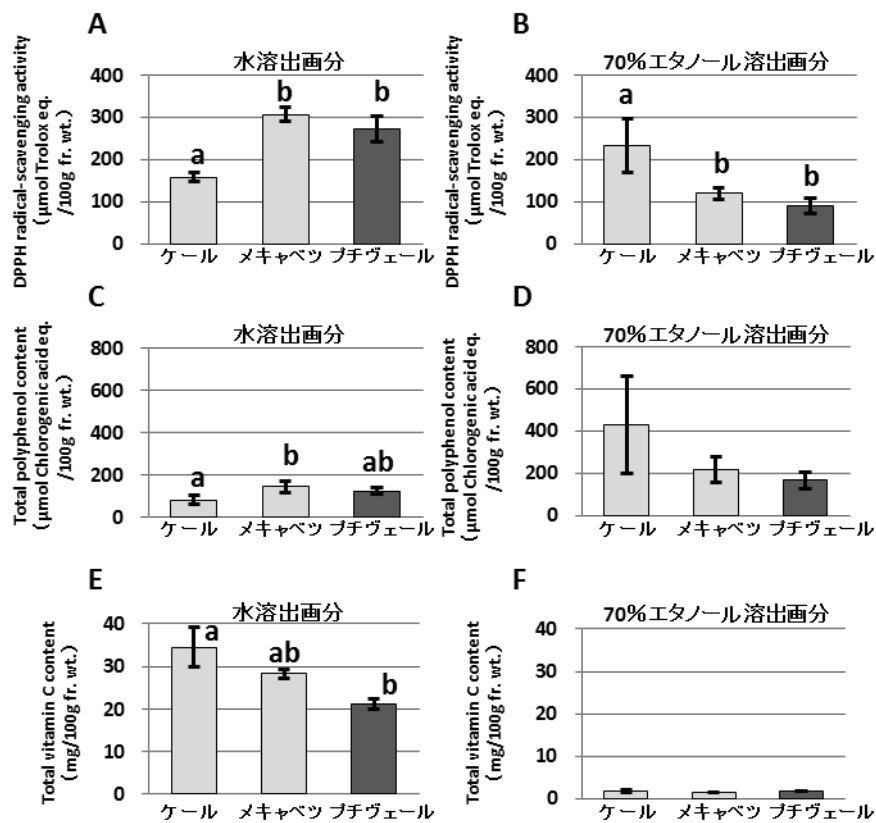 A
水溶出画分
DPPH radical-scavenging activity
(μmol Trolox eq.
/100g fr. wt.)
400
300
200
100
0
a
b
b
ケール
メキャベツ
プチヴェール
B
70%エタノール溶出画分
DPPH radical-scavenging activity
(μmol Trolox eq.
/100g fr. wt.)
400
300
200
100
0
a
b
b
ケール
メキャベツ
プチヴェール
C
水溶出画分
Total polyphenol content
(μmol Chlorogenic acid eq.
/100g fr. wt.)
800
600
400
200
0
a
b
ab
ケール
メキャベツ
プチヴェール
D
70%エタノール溶出画分
Total polyphenol content
(μmol Chlorogenic acid eq.
/100g fr. wt.)
800
600
400
200
0
ケール
メキャベツ
プチヴェール
E
水溶出画分
Total vitamin C content
(mg/100g fr. wt.)
40
30
20
10
0
a
ab
b
ケール
メキャベツ
プチヴェール
F
70%エタノール溶出画分
Total vitamin C content
(mg/100g fr. wt.)
40
30
20
10
0
ケール
メキャベツ
プチヴェール